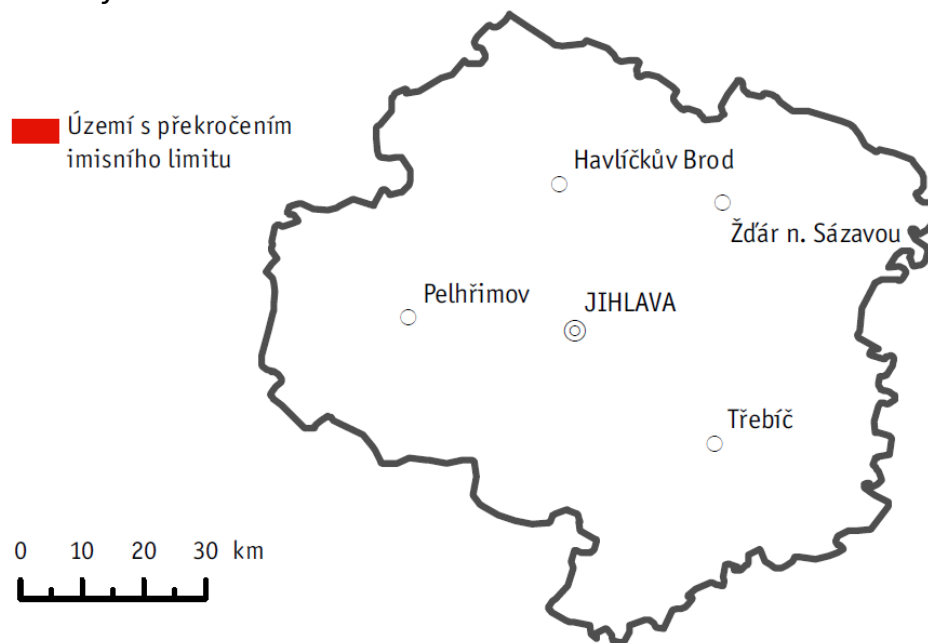 Území s překročením
imisního limitu
Havlíčkův Brod
Žďár n. Sázavou
Pelhřimov
JIHLAVA
Třebíč
0 10 20 30 km